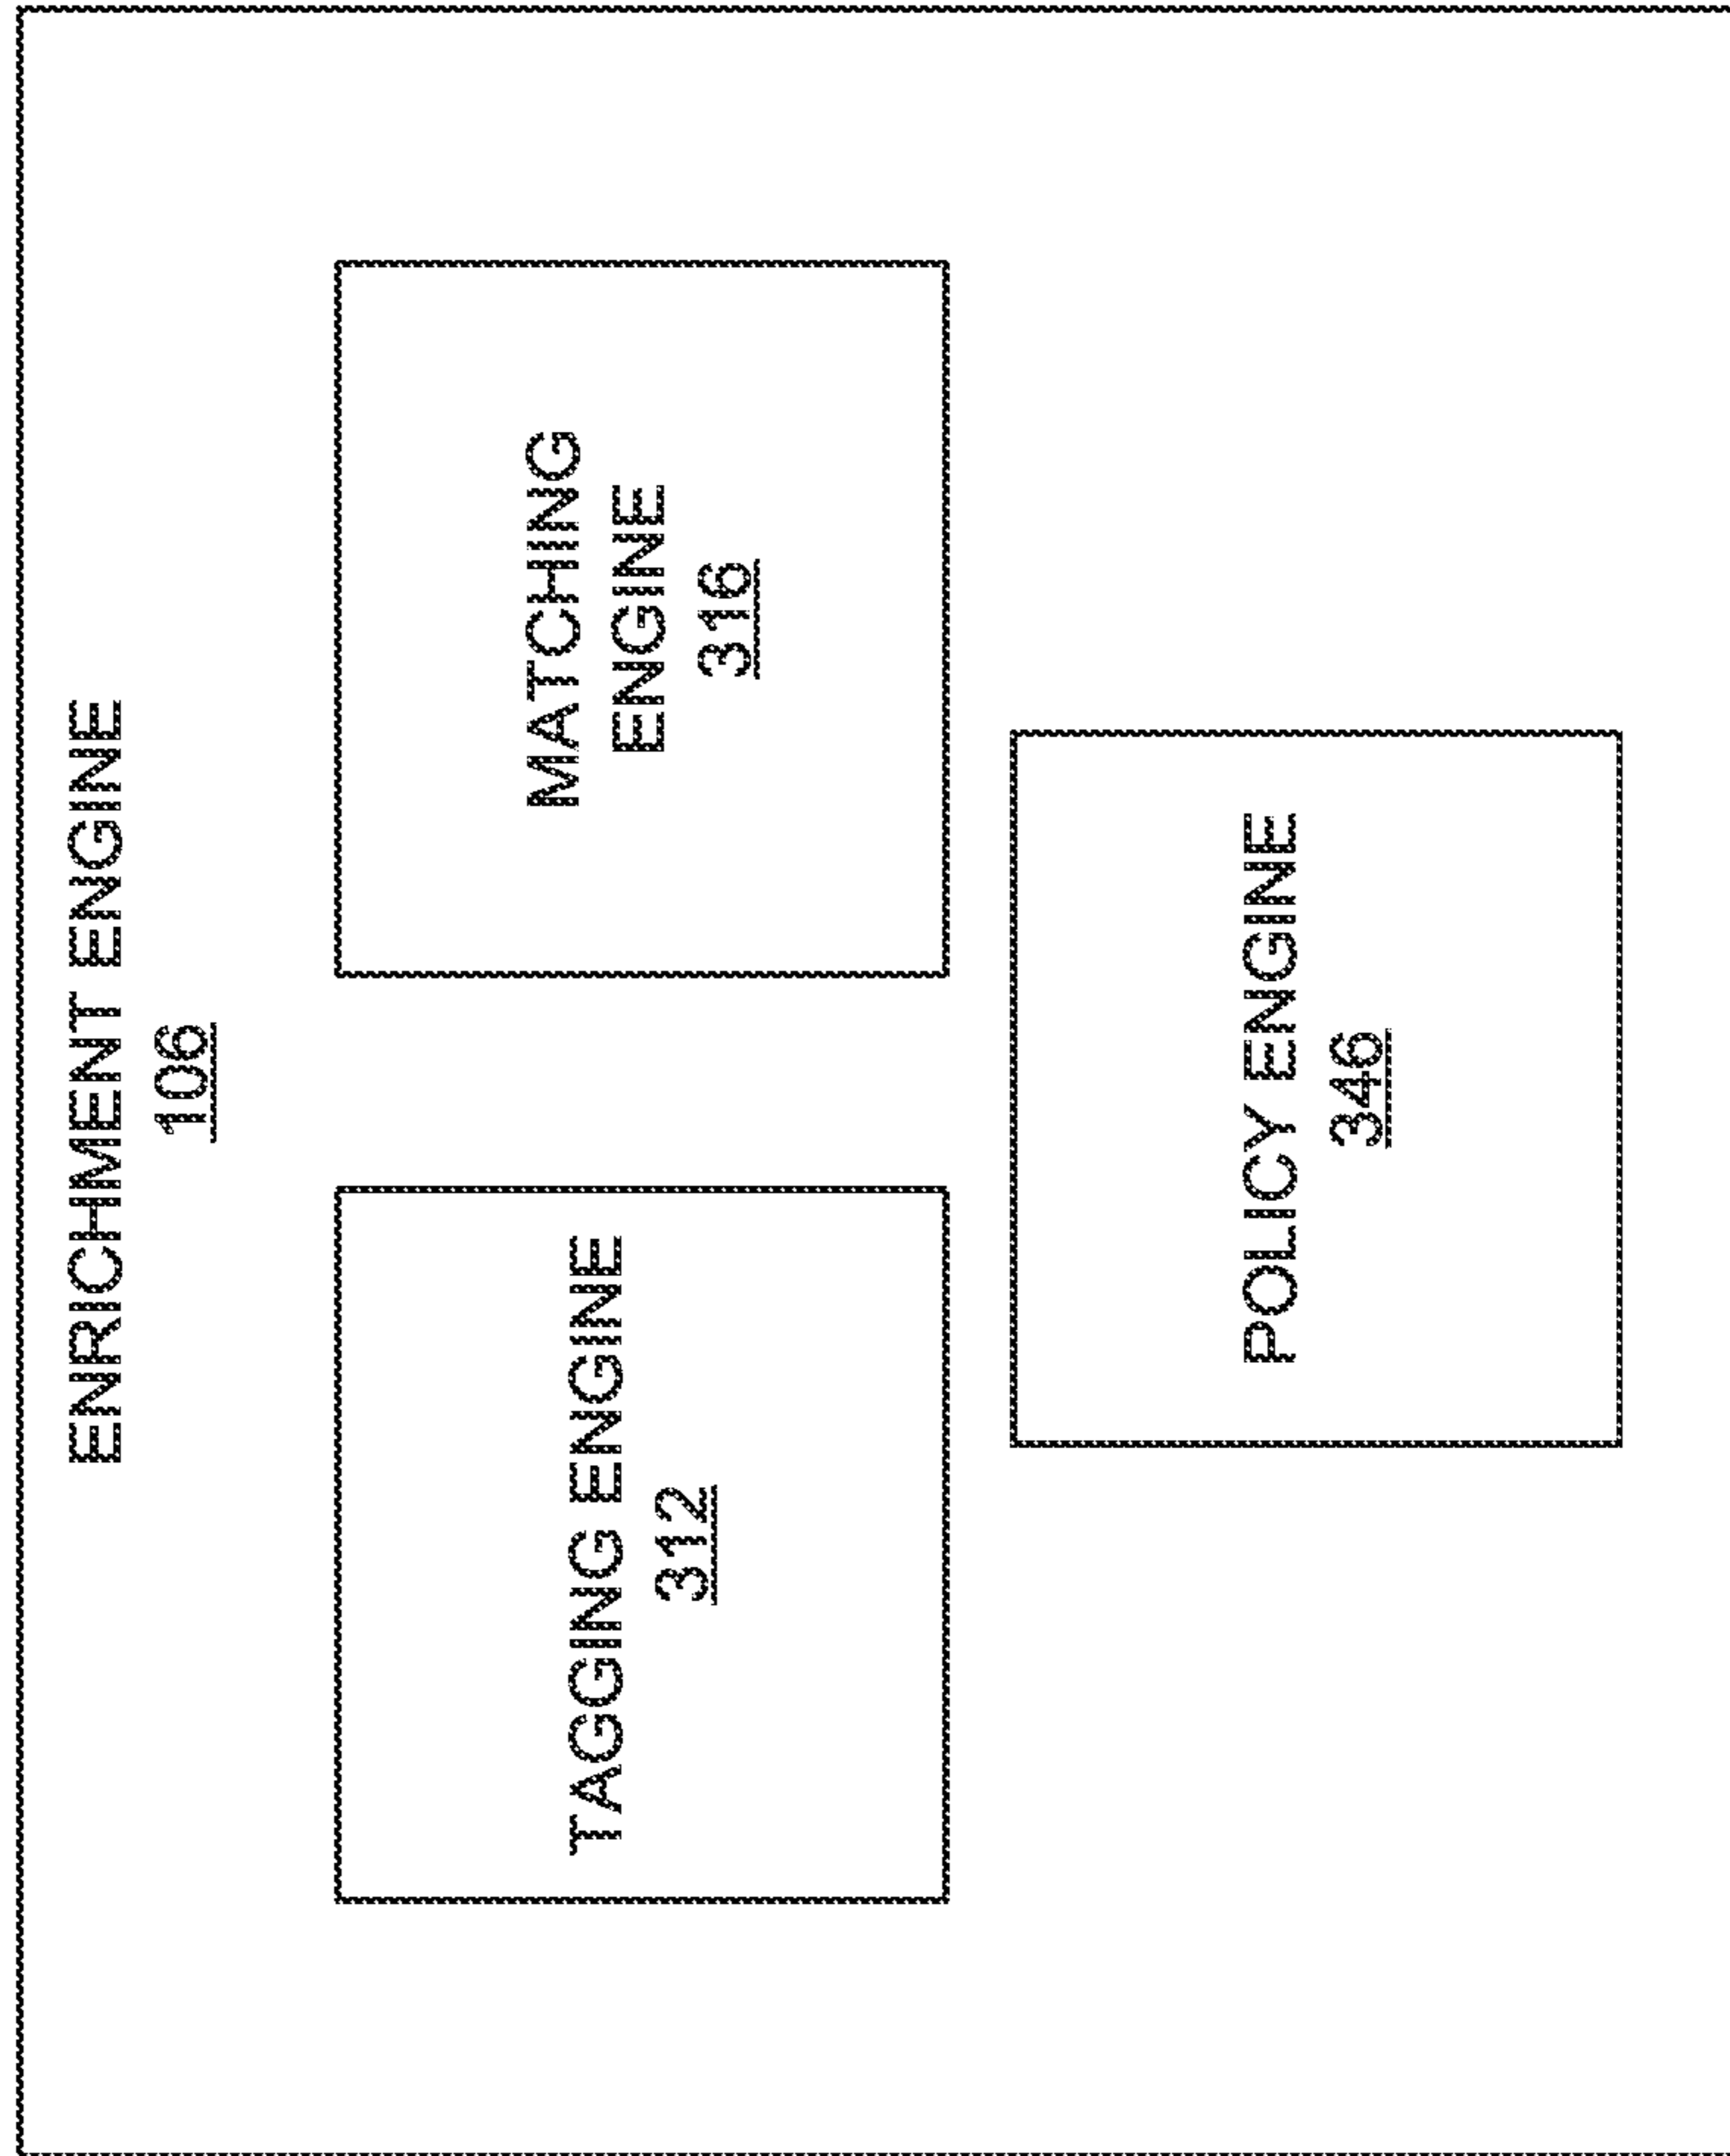 ENRICHMENT ENGINE
106
TAGGING ENGINE
312
MATCHING
ENGINE
316
POLICY ENGINE
346